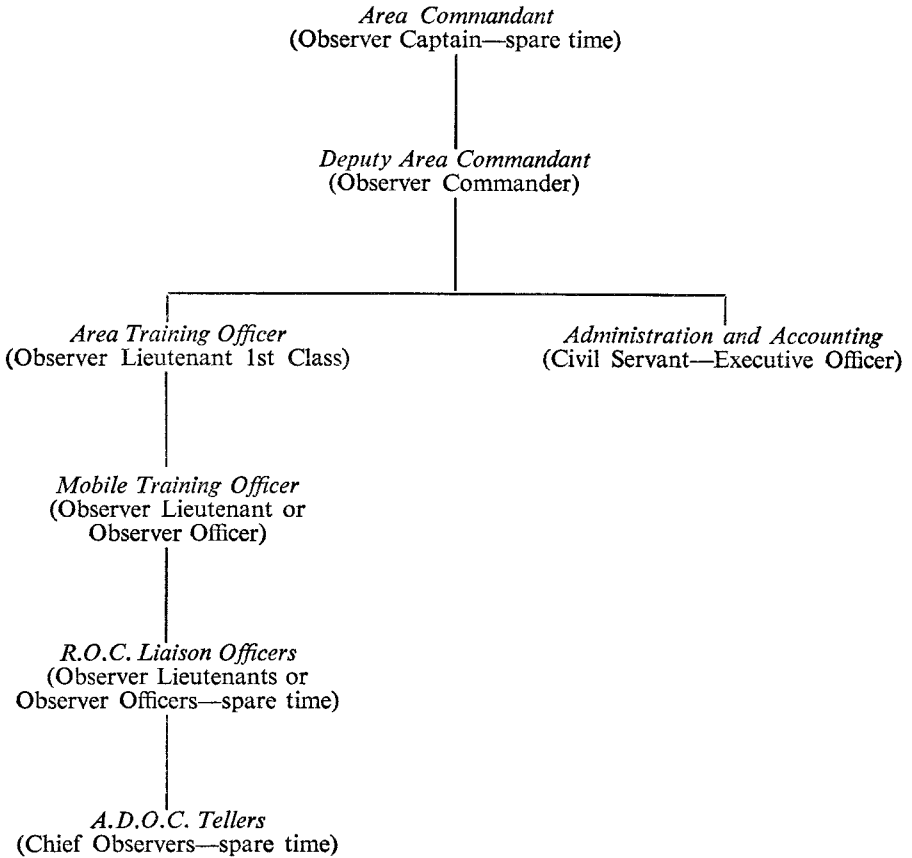 Area Commandant
(Observer Captain—spare time)
Deputy Area Commandant
(Observer Commander)
Area Training Officer
(Observer Lieutenant 1st Class)
Administration and Accounting
(Civil Servant—Executive Officer)
Mobile Training Officer
(Observer Lieutenant or
Observer Officer)
R.O.C. Liaison Officers
(Observer Lieutenants or
Observer Officers—spare time)
A.D.O.C. Tellers
(Chief Observers—spare time)